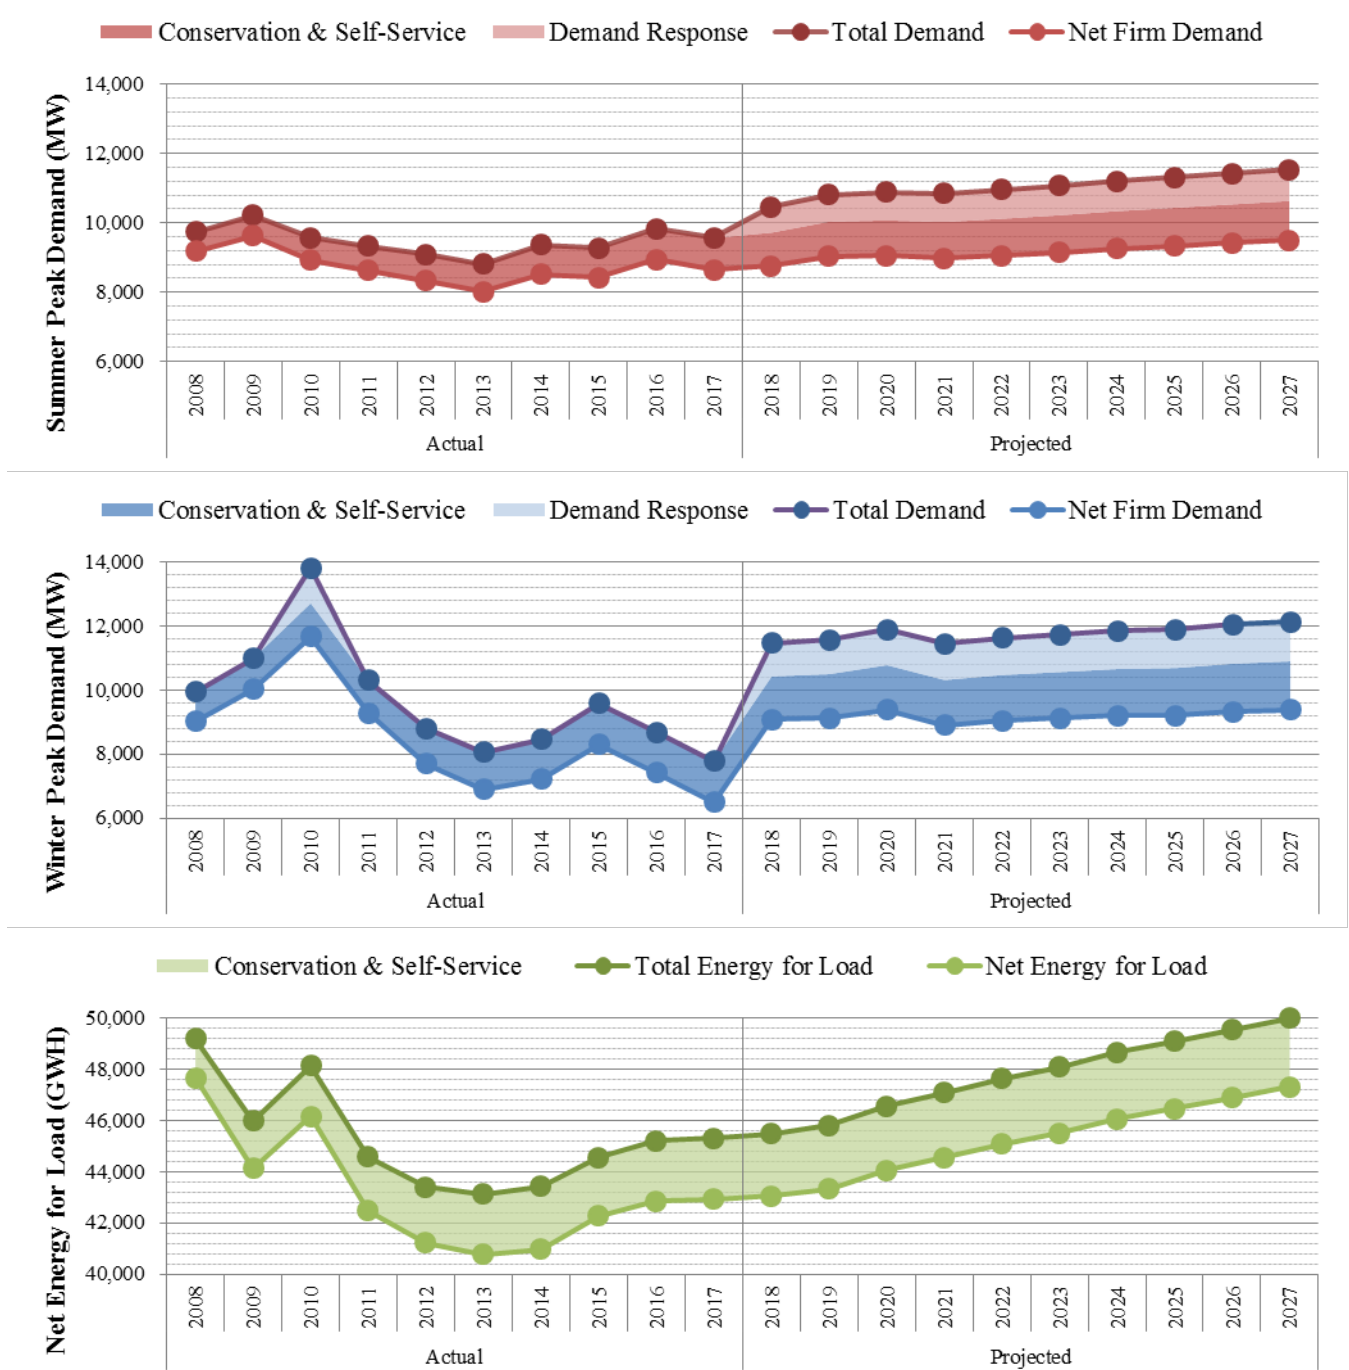 Conservation & Self-Service Demand Response Total Demand Net Firm Demand
Summer Peak Demand (MW)
14,000
12,000
10,000
8,000
6,000
2008 2009 2010 2011 2012 2013 2014 2015 2016 2017 2018 2019 2020 2021 2022 2023 2024 2025 2026 2027
Actual Projected
Conservation & Self-Service Demand Response Total Demand Net Firm Demand
Winter Peak Demand (MW)
14,000
12,000
10,000
8,000
6,000
2008 2009 2010 2011 2012 2013 2014 2015 2016 2017 2018 2019 2020 2021 2022 2023 2024 2025 2026 2027
Actual Projected
Conservation & Self-Service Total Energy for Load Net Energy for Load
Net Energy for Load (GWH)
50,000
48,000
46,000
44,000
42,000
40,000
2008 2009 2010 2011 2012 2013 2014 2015 2016 2017 2018 2019 2020 2021 2022 2023 2024 2025 2026 2027
Actual Projected